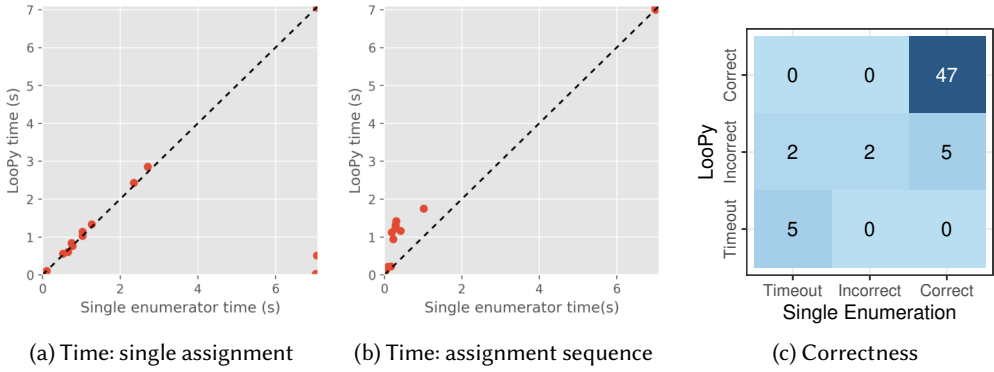 7
6
5
4
3
2
1
0
LooPy time (s)
0 2 4 6
Single enumerator time (s)
(a) Time: single assignment
7
6
5
4
3
2
1
0
LooPy time (s)
0 2 4 6
Single enumerator time(s)
(b) Time: assignment sequence
LooPy
Correct
0 0 47
Incorrect
2 2 5
Timeout
5 0 0
Timeout Incorrect Correct
Single Enumeration
(c) Correctness